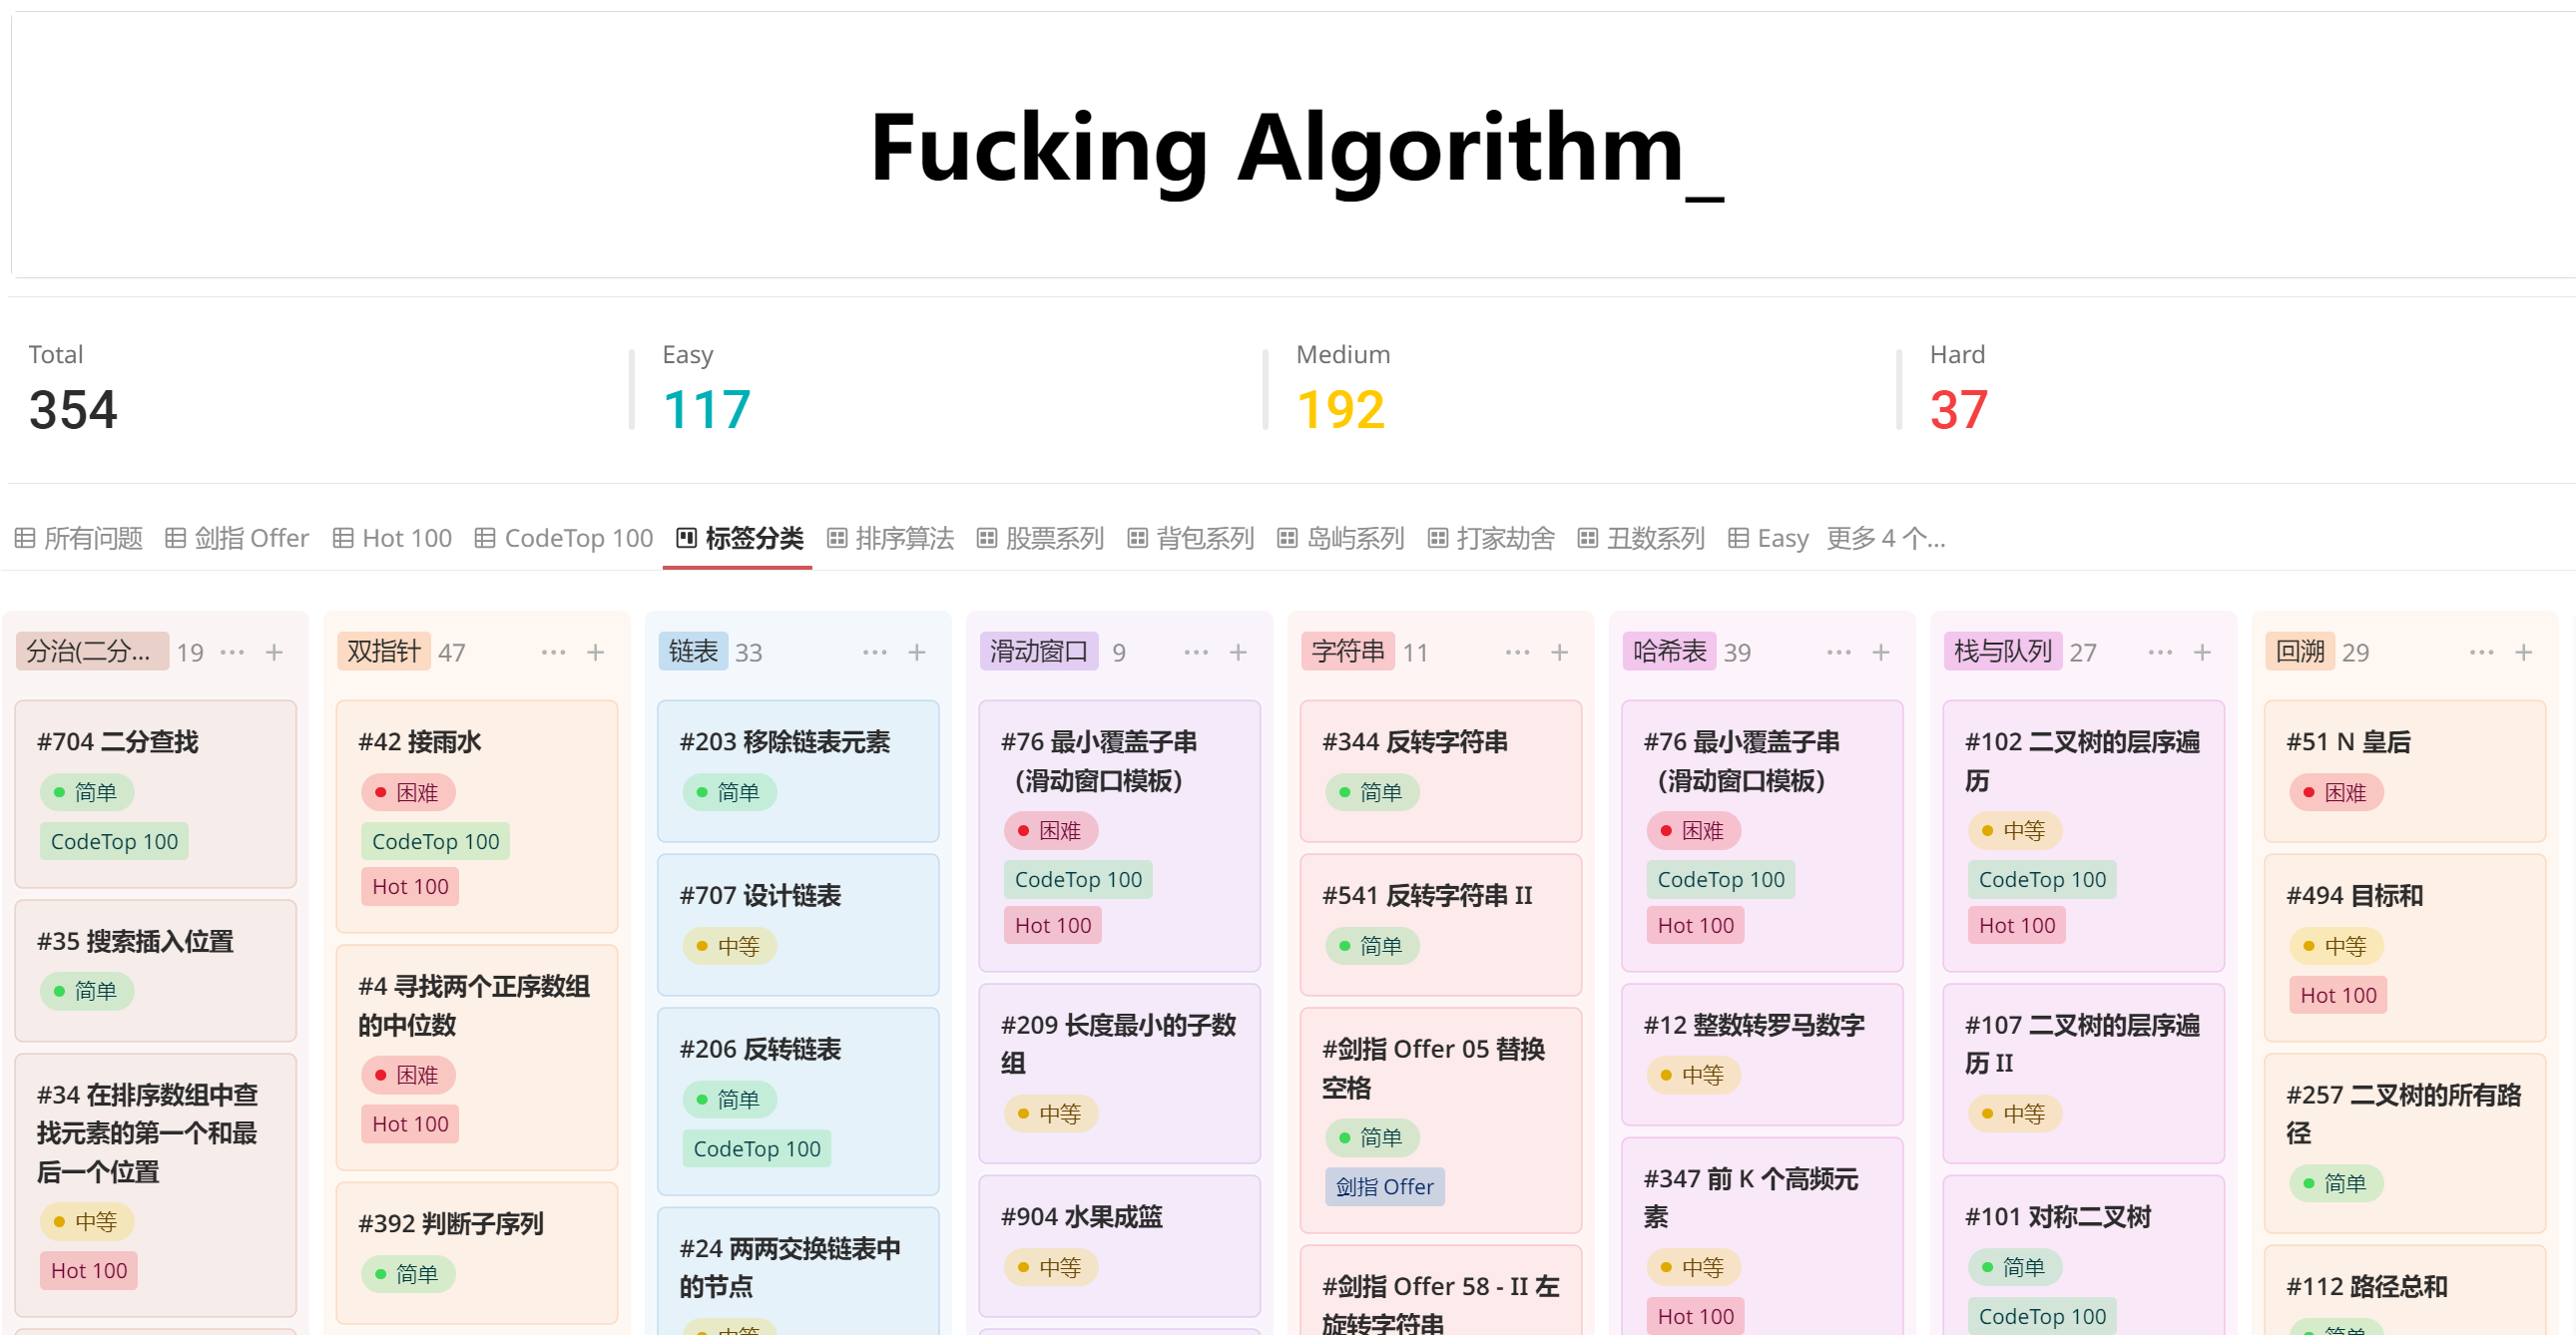 Fucking Algorithm_
Total
354
Easy
117
Medium
192
Hard
37
所有问题 剑指 Offer Hot 100 CodeTop 100 标签分类 排序算法 股票系列 背包系列 岛屿系列 打家劫舍 丑数系列 Easy 更多 4 个...
分治(二分... 19
#704 二分查找
简单
CodeTop 100
#35 搜索插入位置
简单
#34 在排序数组中查
找元素的第一个和最
后一个位置
中等
Hot 100
双指针 47
#42 接雨水
困难
CodeTop 100
Hot 100
#4 寻找两个正序数组
的中位数
困难
Hot 100
#392 判断子序列
简单
链表 33
#203 移除链表元素
简单
#707 设计链表
中等
#206 反转链表
简单
CodeTop 100
#24 两两交换链表中
的节点
中等
滑动窗口 9
#76 最小覆盖子串
（滑动窗口模板）
困难
CodeTop 100
Hot 100
#209 长度最小的子数
组
中等
#904 水果成篮
中等
字符串 11
#344 反转字符串
简单
#541 反转字符串 II
简单
#剑指 Offer 05 替换
空格
简单
剑指 Offer
#剑指 Offer 58 - II 左
旋转字符串
哈希表 39
#76 最小覆盖子串
（滑动窗口模板）
困难
CodeTop 100
Hot 100
#12 整数转罗马数字
中等
#347 前 K 个高频元
素
中等
Hot 100
栈与队列 27
#102 二叉树的层序遍
历
中等
CodeTop 100
Hot 100
#107 二叉树的层序遍
历 II
中等
#101 对称二叉树
简单
CodeTop 100
回溯 29
#51 N 皇后
困难
#494 目标和
中等
Hot 100
#257 二叉树的所有路
径
简单
#112 路径总和
简单